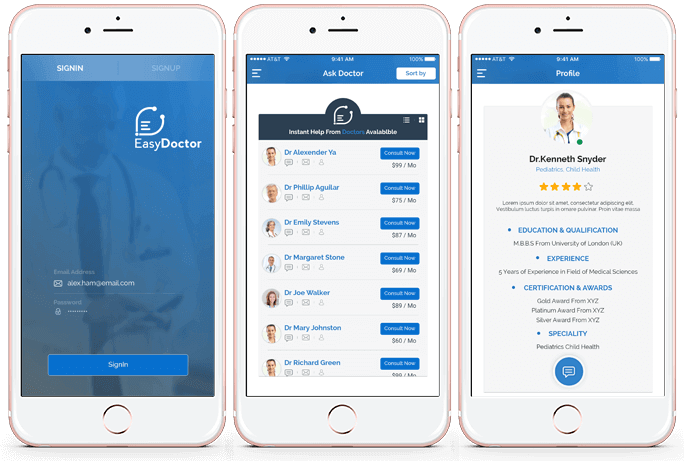 SIGNIN
SIGNUP
EasyDoctor
Email Address
alex.ham@email.com
Password
SignIn
AT&T
9:41 AM
100%
Ask Doctor
Sort by
Instant Help From Doctors Avalaiblble
Dr Alexender Ya
Consult Now
$99 / Mo
Dr Phillip Aguilar
Consult Now
$75 / Mo
Dr Emily Stevens
Consult Now
$87 / Mo
Dr Margaret Stone
Consult Now
$69 / Mo
Dr Joe Walker
Consult Now
$89 / Mo
Dr Mary Johnston
Consult Now
$60 / Mo
Dr Richard Green
Consult Now
$99 / Mo
AT&T
9:41 AM
100%
Profile
Dr.Kenneth Snyder
Pediatrics, Child Health
Lorem ipsum dolor sit amet, consectetur adipiscing elit.
Vestibulum luctus turpis in ornare pulviner. Proin vitae massa
EDUCATION & QUALIFICATION
M.B.B.S From University of London (UK)
EXPERIENCE
5 Years of Experience in Field of Medical Sciences
CERTIFICATION & AWARDS
Gold Award From XYZ
Platinum Award From XYZ
Silver Award From XYZ
SPECIALITY
Pediatrics Child Health